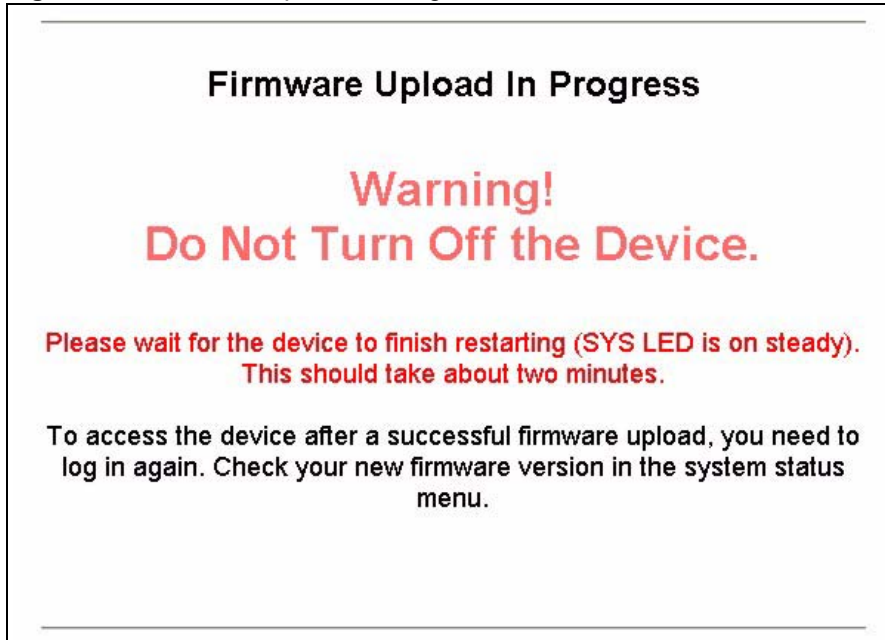 Firmware Upload In Progress
Warning!
Do Not Turn Off the Device.
Please wait for the device to finish restarting (SYS LED is on steady).
This should take about two minutes.
To access the device after a successful firmware upload, you need to
log in again. Check your new firmware version in the system status
menu.